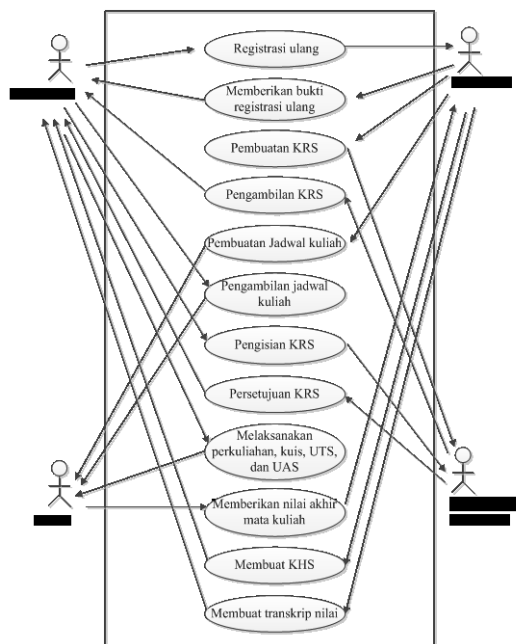 Registrasi ulang
Memberikan bukti
registrasi ulang
Pembuatan KRS
Pengambilan KRS
Pembuatan Jadwal kuliah
Pengambilan jadwal
kuliah
Pengisian KRS
Persetujuan KRS
Melaksanakan
perkuliahan, kuis, UTS,
dan UAS
Memberikan nilai akhir
mata kuliah
Membuat KHS
Membuat transkrip nilai